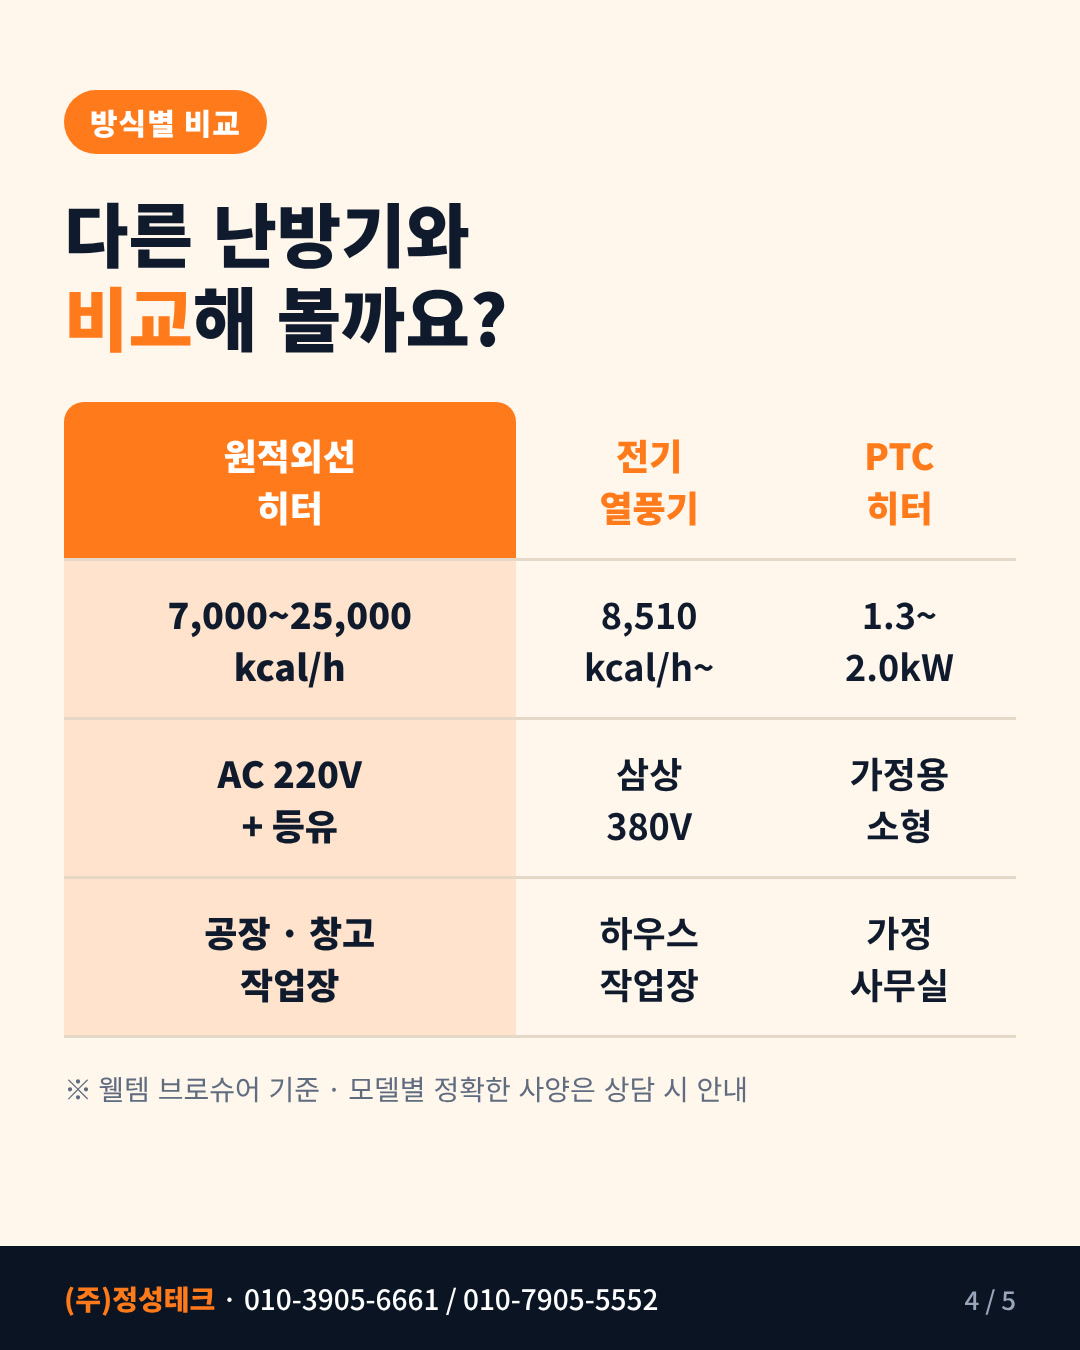 방식별 비교
다른 난방기와
비교해 볼까요?
원적외선 히터 전기 열풍기 PTC 히터
7,000~25,000 kcal/h 8,510 kcal/h~ 1.3~ 2.0kW
AC 220V + 등유 삼상 380V 가정용 소형
공장 · 창고 작업장 하우스 작업장 가정 사무실
※ 웰템 브로슈어 기준 · 모델별 정확한 사양은 상담 시 안내
(주)정성테크 · 010-3905-6661 / 010-7905-5552 4 / 5